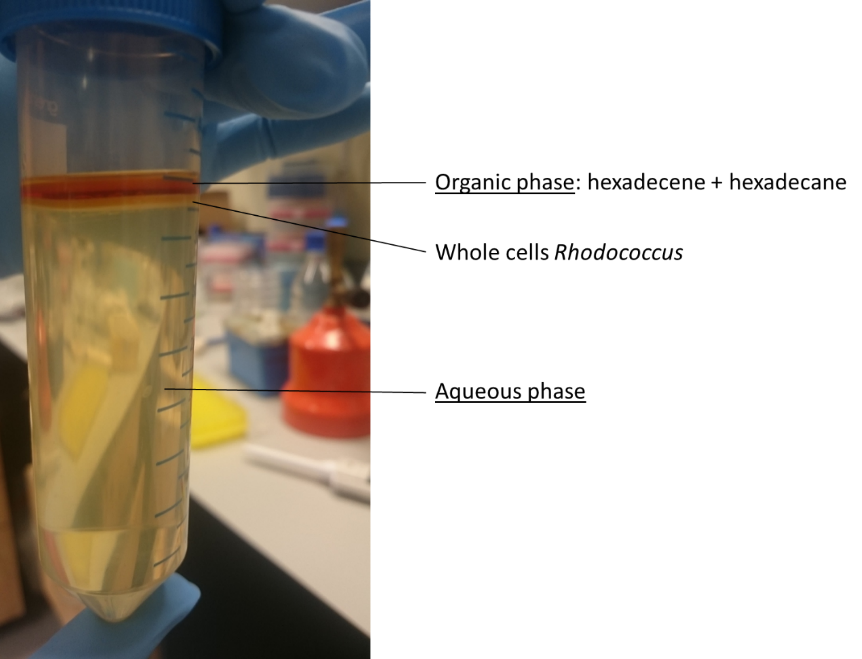 Organic phase: hexadecene + hexadecane
Whole cells Rhodococcus
Aqueous phase